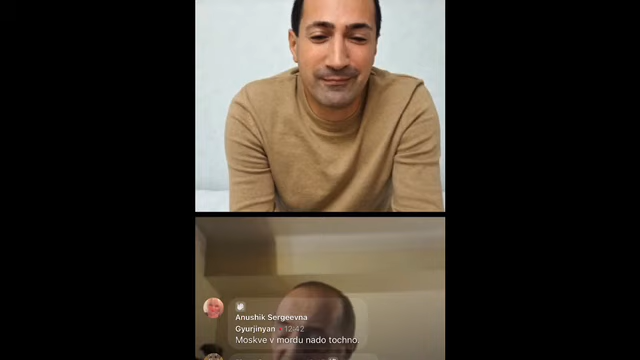 Anushik Sergeevna
Gyurjinyan 12:42
Moskve v mordu nado tochno.